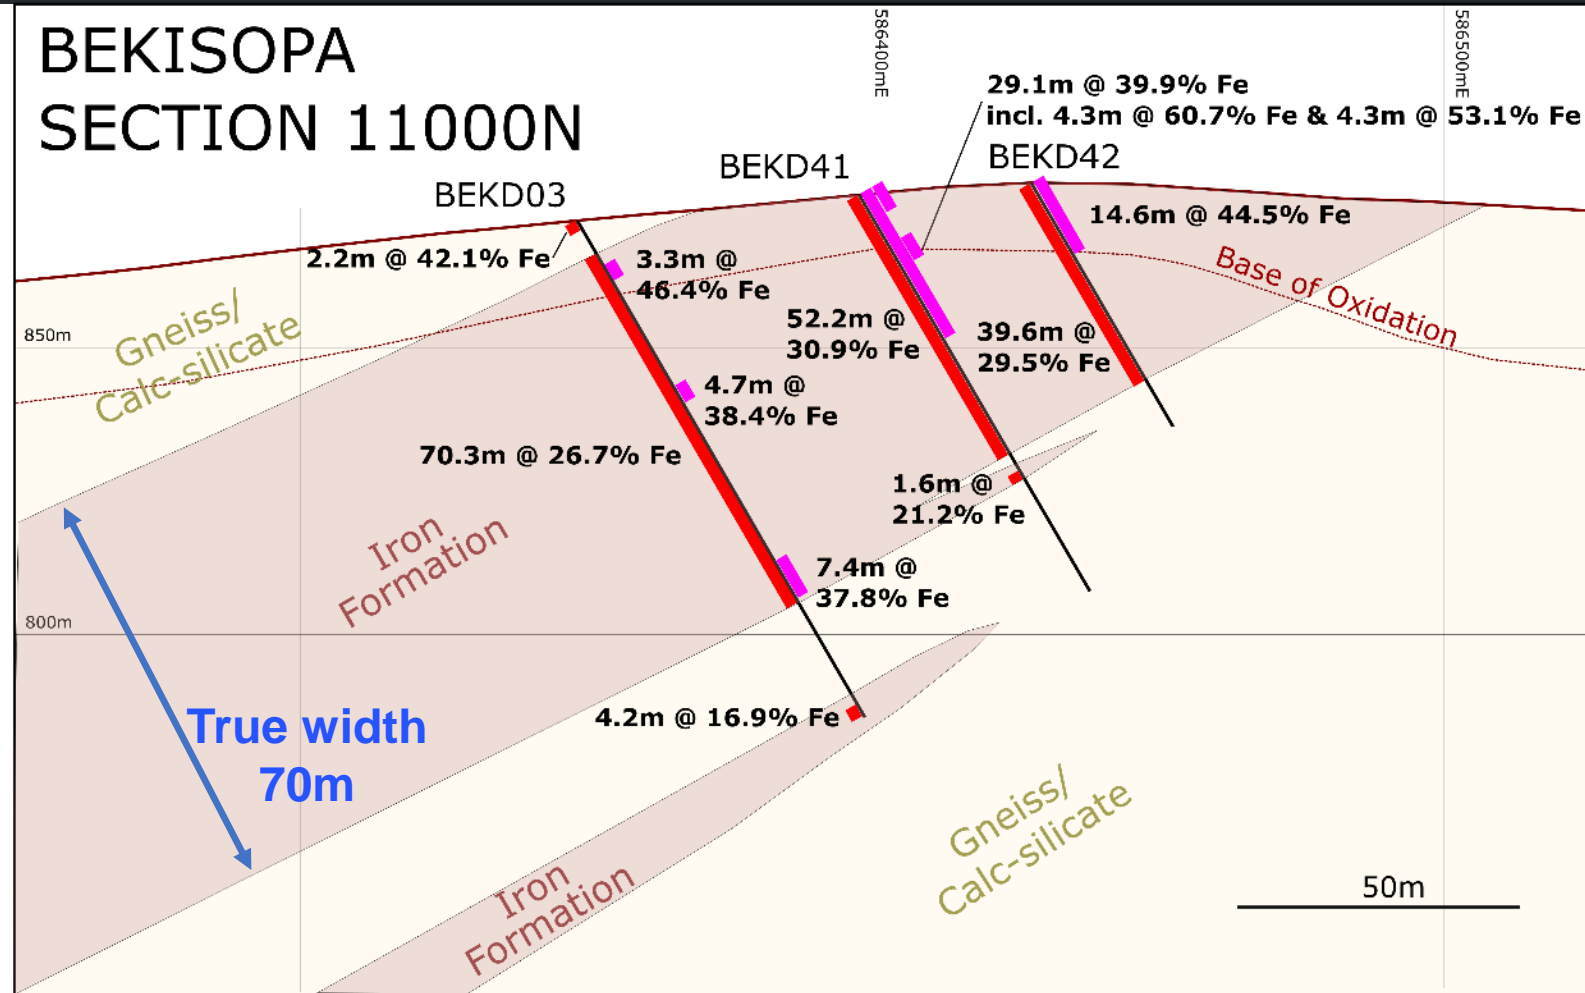 BEKISOPA
SECTION 11000N
586400mE
586500mE
29.1m @ 39.9% Fe
incl. 4.3m @ 60.7% Fe & 4.3m @ 53.1% Fe
BEKD03
BEKD41
BEKD42
14.6m @ 44.5% Fe
2.2m @ 42.1% Fe
3.3m @
46.4% Fe
Base of Oxidation
Gneiss/
Calc-silicate
850m
52.2m @
30.9% Fe
39.6m @
29.5% Fe
4.7m @
38.4% Fe
70.3m @ 26.7% Fe
1.6m @
21.2% Fe
Iron
Formation
7.4m @
37.8% Fe
800m
True width
70m
4.2m @ 16.9% Fe
Gneiss/
Calc-silicate
Iron
Formation
50m